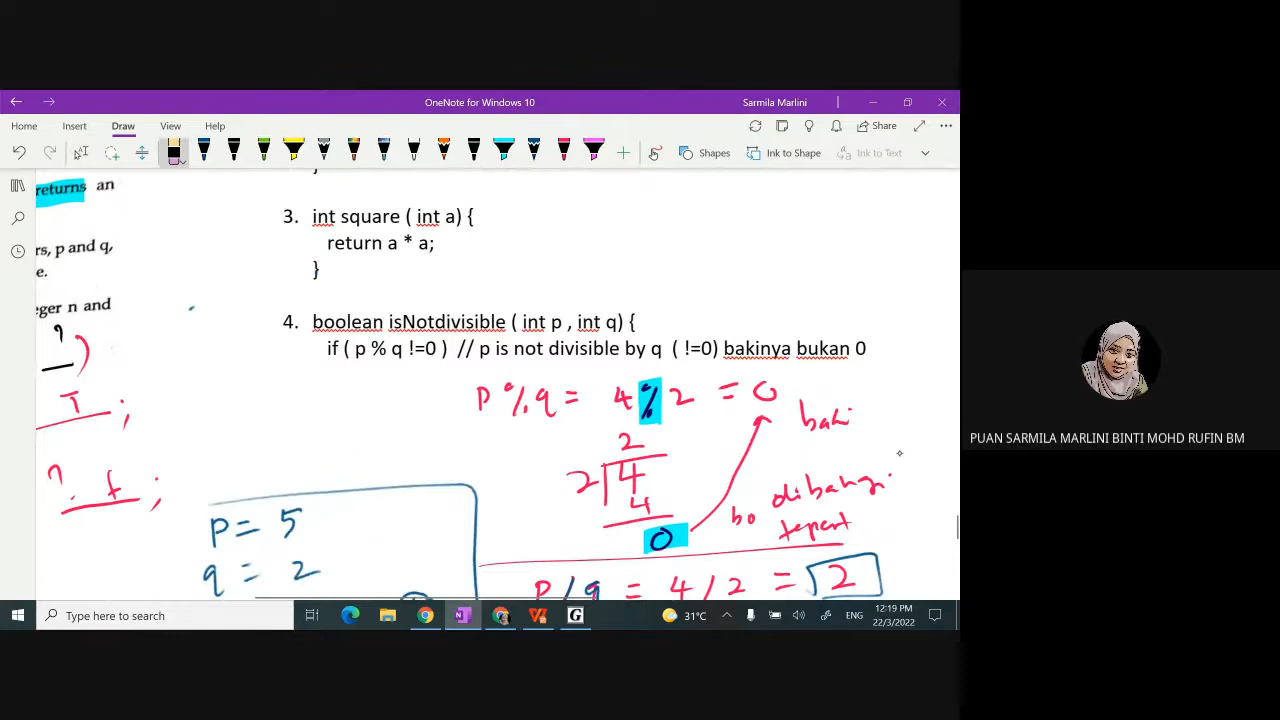 OneNote for Windows 10
Sarmila Marlini
Home Insert Draw View Help
Share
Shapes
Ink to Shape
Ink to Text
returns an
rs, p and q,
e.
eger n and
? )
T ;
? . f ;
}
3. int square ( int a) {
return a * a;
}
4. boolean isNotdivisible ( int p , int q) {
if ( p % q !=0 ) // p is not divisible by q ( !=0) bakinya bukan 0
P % q = 4 % 2 = 0
baki
2
2 4
4
0
bo dibahagi
tepat
P / q = 4 / 2 = 2
P = 5
q = 2
PUAN SARMILA MARLINI BINTI MOHD RUFIN BM
Type here to search
31°C
ENG
12:19 PM
22/3/2022